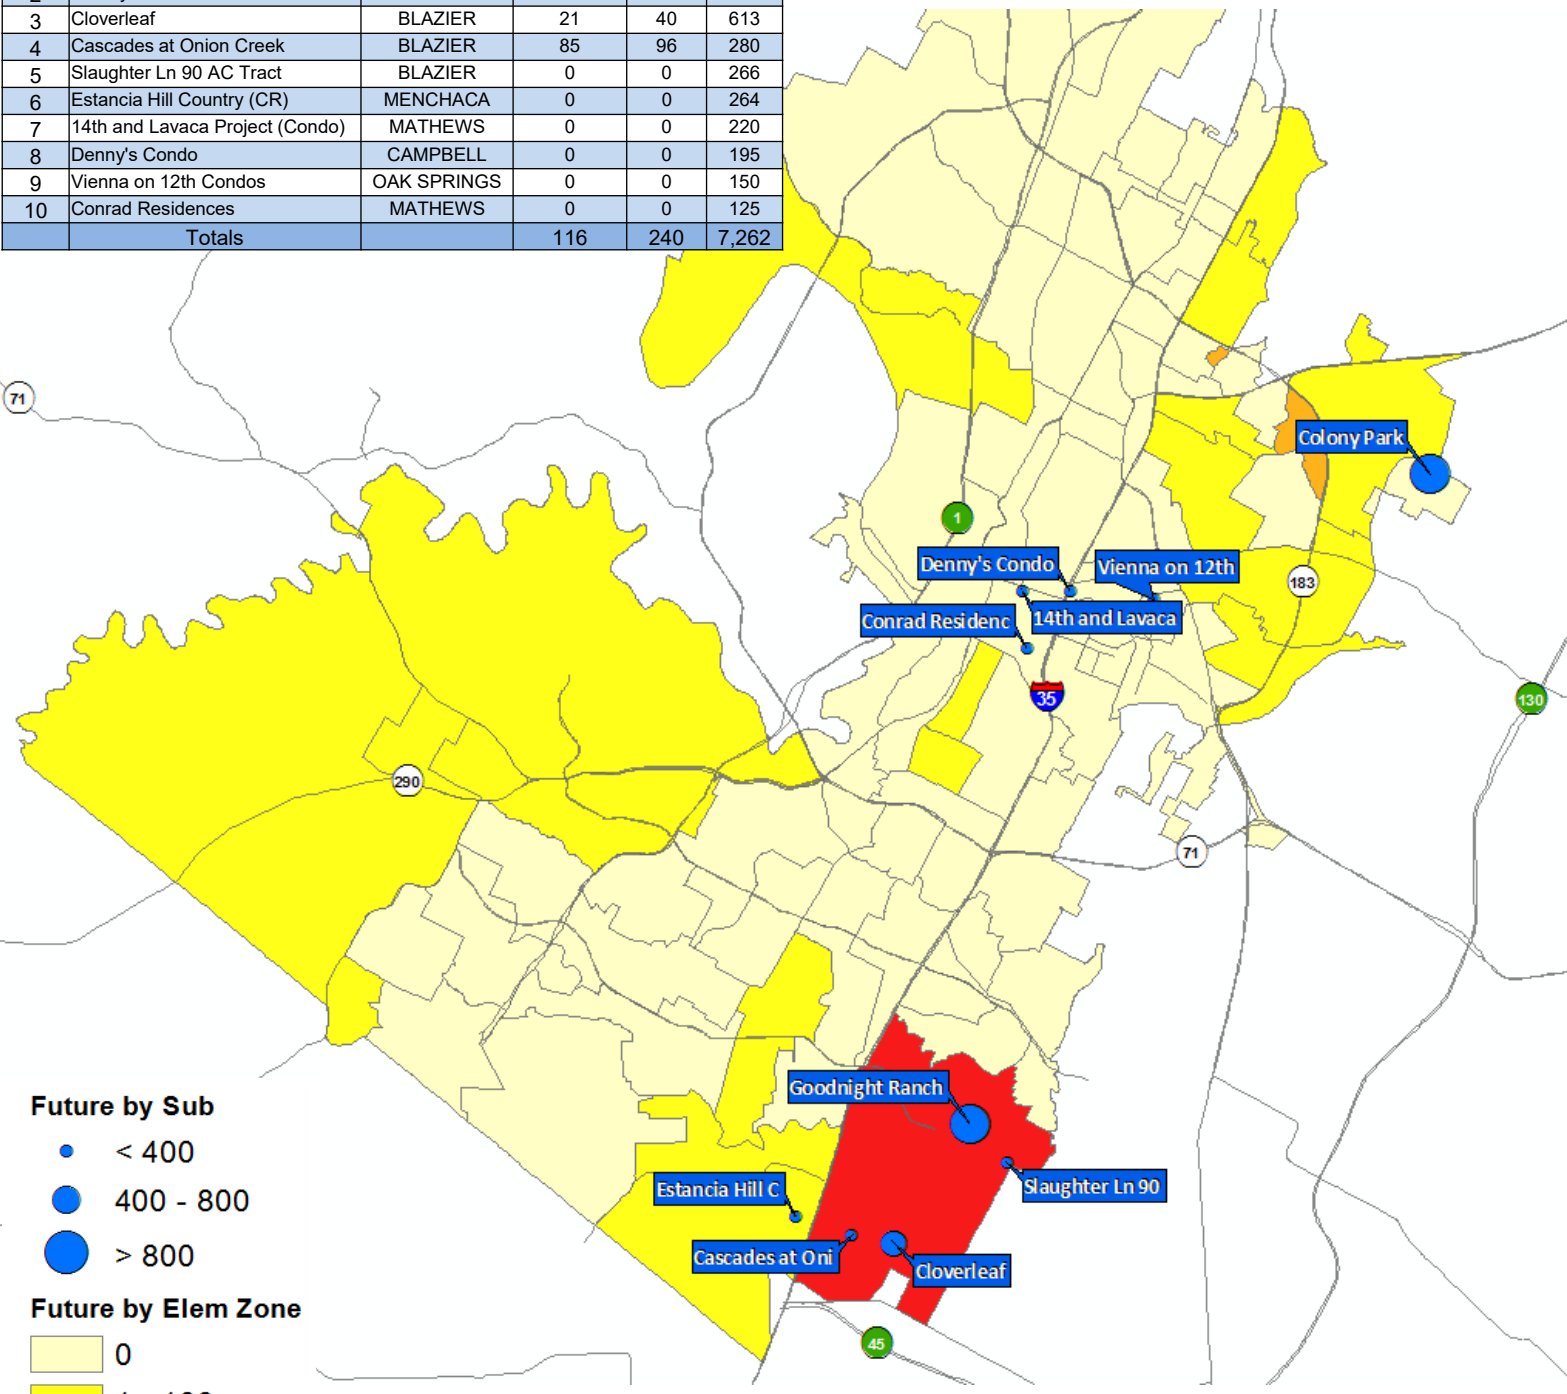 3 Cloverleaf BLAZIER 21 40 613
4 Cascades at Onion Creek BLAZIER 85 96 280
5 Slaughter Ln 90 AC Tract BLAZIER 0 0 266
6 Estancia Hill Country (CR) MENCHACA 0 0 264
7 14th and Lavaca Project (Condo) MATHEWS 0 0 220
8 Denny's Condo CAMPBELL 0 0 195
9 Vienna on 12th Condos OAK SPRINGS 0 0 150
10 Conrad Residences MATHEWS 0 0 125
Totals 116 240 7,262
71
Colony Park
1
Denny's Condo
Vienna on 12th
183
Conrad Residenc
14th and Lavaca
35
130
290
71
Goodnight Ranch
Slaughter Ln 90
Estancia Hill C
Cascades at Oni
Cloverleaf
45
Future by Sub
< 400
400 - 800
> 800
Future by Elem Zone
0